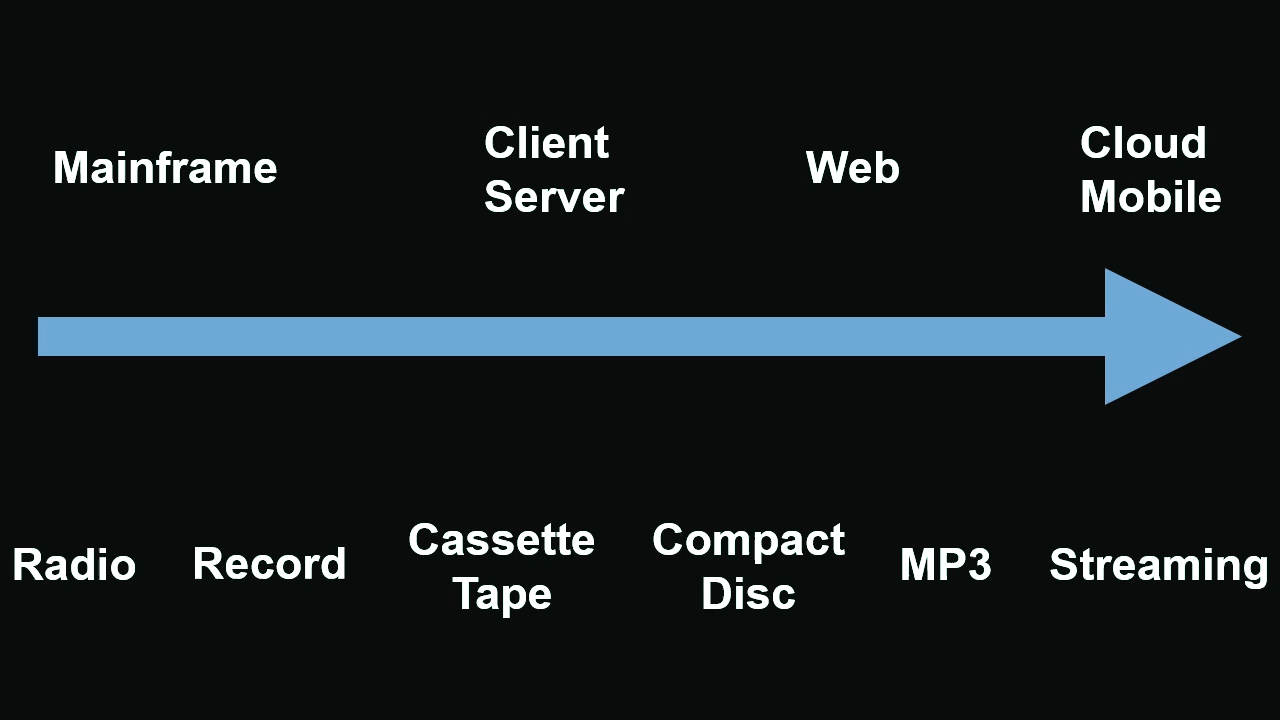 Mainframe
Client
Server
Web
Cloud
Mobile
Radio
Record
Cassette
Tape
Compact
Disc
MP3
Streaming